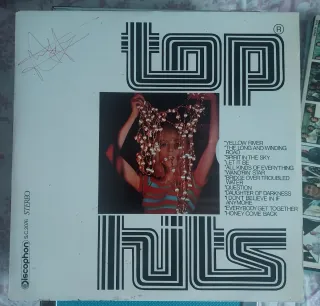 top
®
"YELLOW RIVER
"THE LONG AND WINDING
ROAD
"SPIRIT IN THE SKY
"LET IT BE
"ALL KINDS OF EVERYTHING
"WAND'RIN' STAR
"BRIDGE OVER TROUBLED
WATER
"QUESTION
"DAUGHTER OF DARKNESS
"I DON'T BELIEVE IN IF
ANYMORE
"EVERYBODY GET TOGETHER
"HONEY COME BACK
hits
Discophon
STEREO